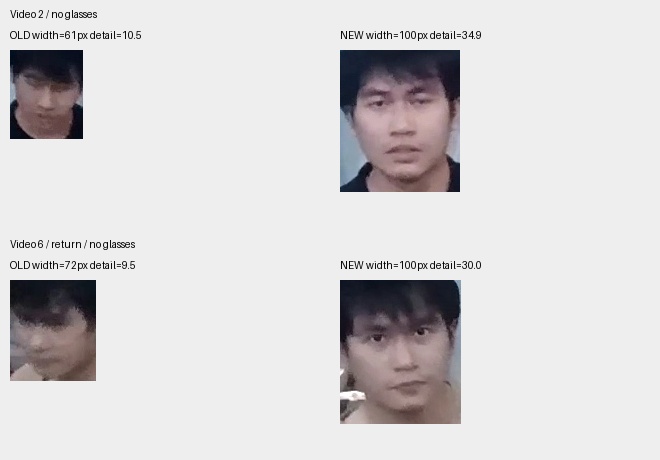 Video 2 / no glasses
OLD width=61px detail=10.5
NEW width=100px detail=34.9
Video 6 / return / no glasses
OLD width=72px detail=9.5
NEW width=100px detail=30.0